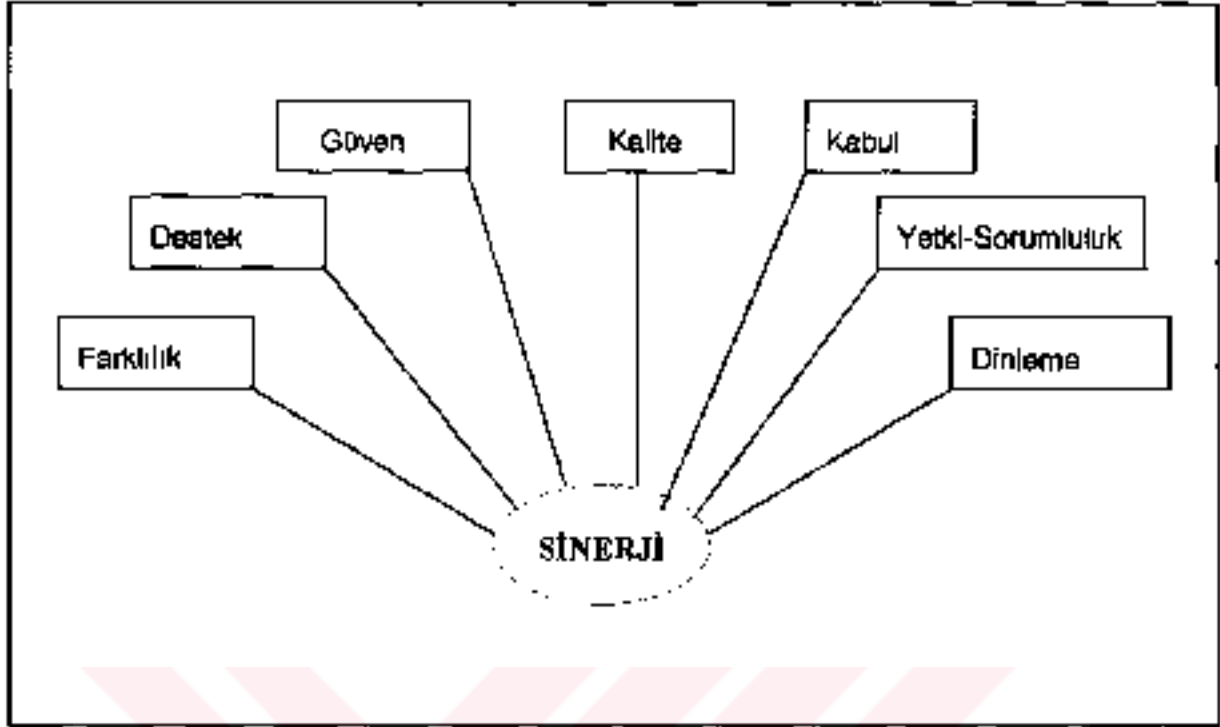 Güven
Kalite
Kabul
Destek
Yetki-Sorumluluk
Farklılık
Dinleme
SİNERJİ